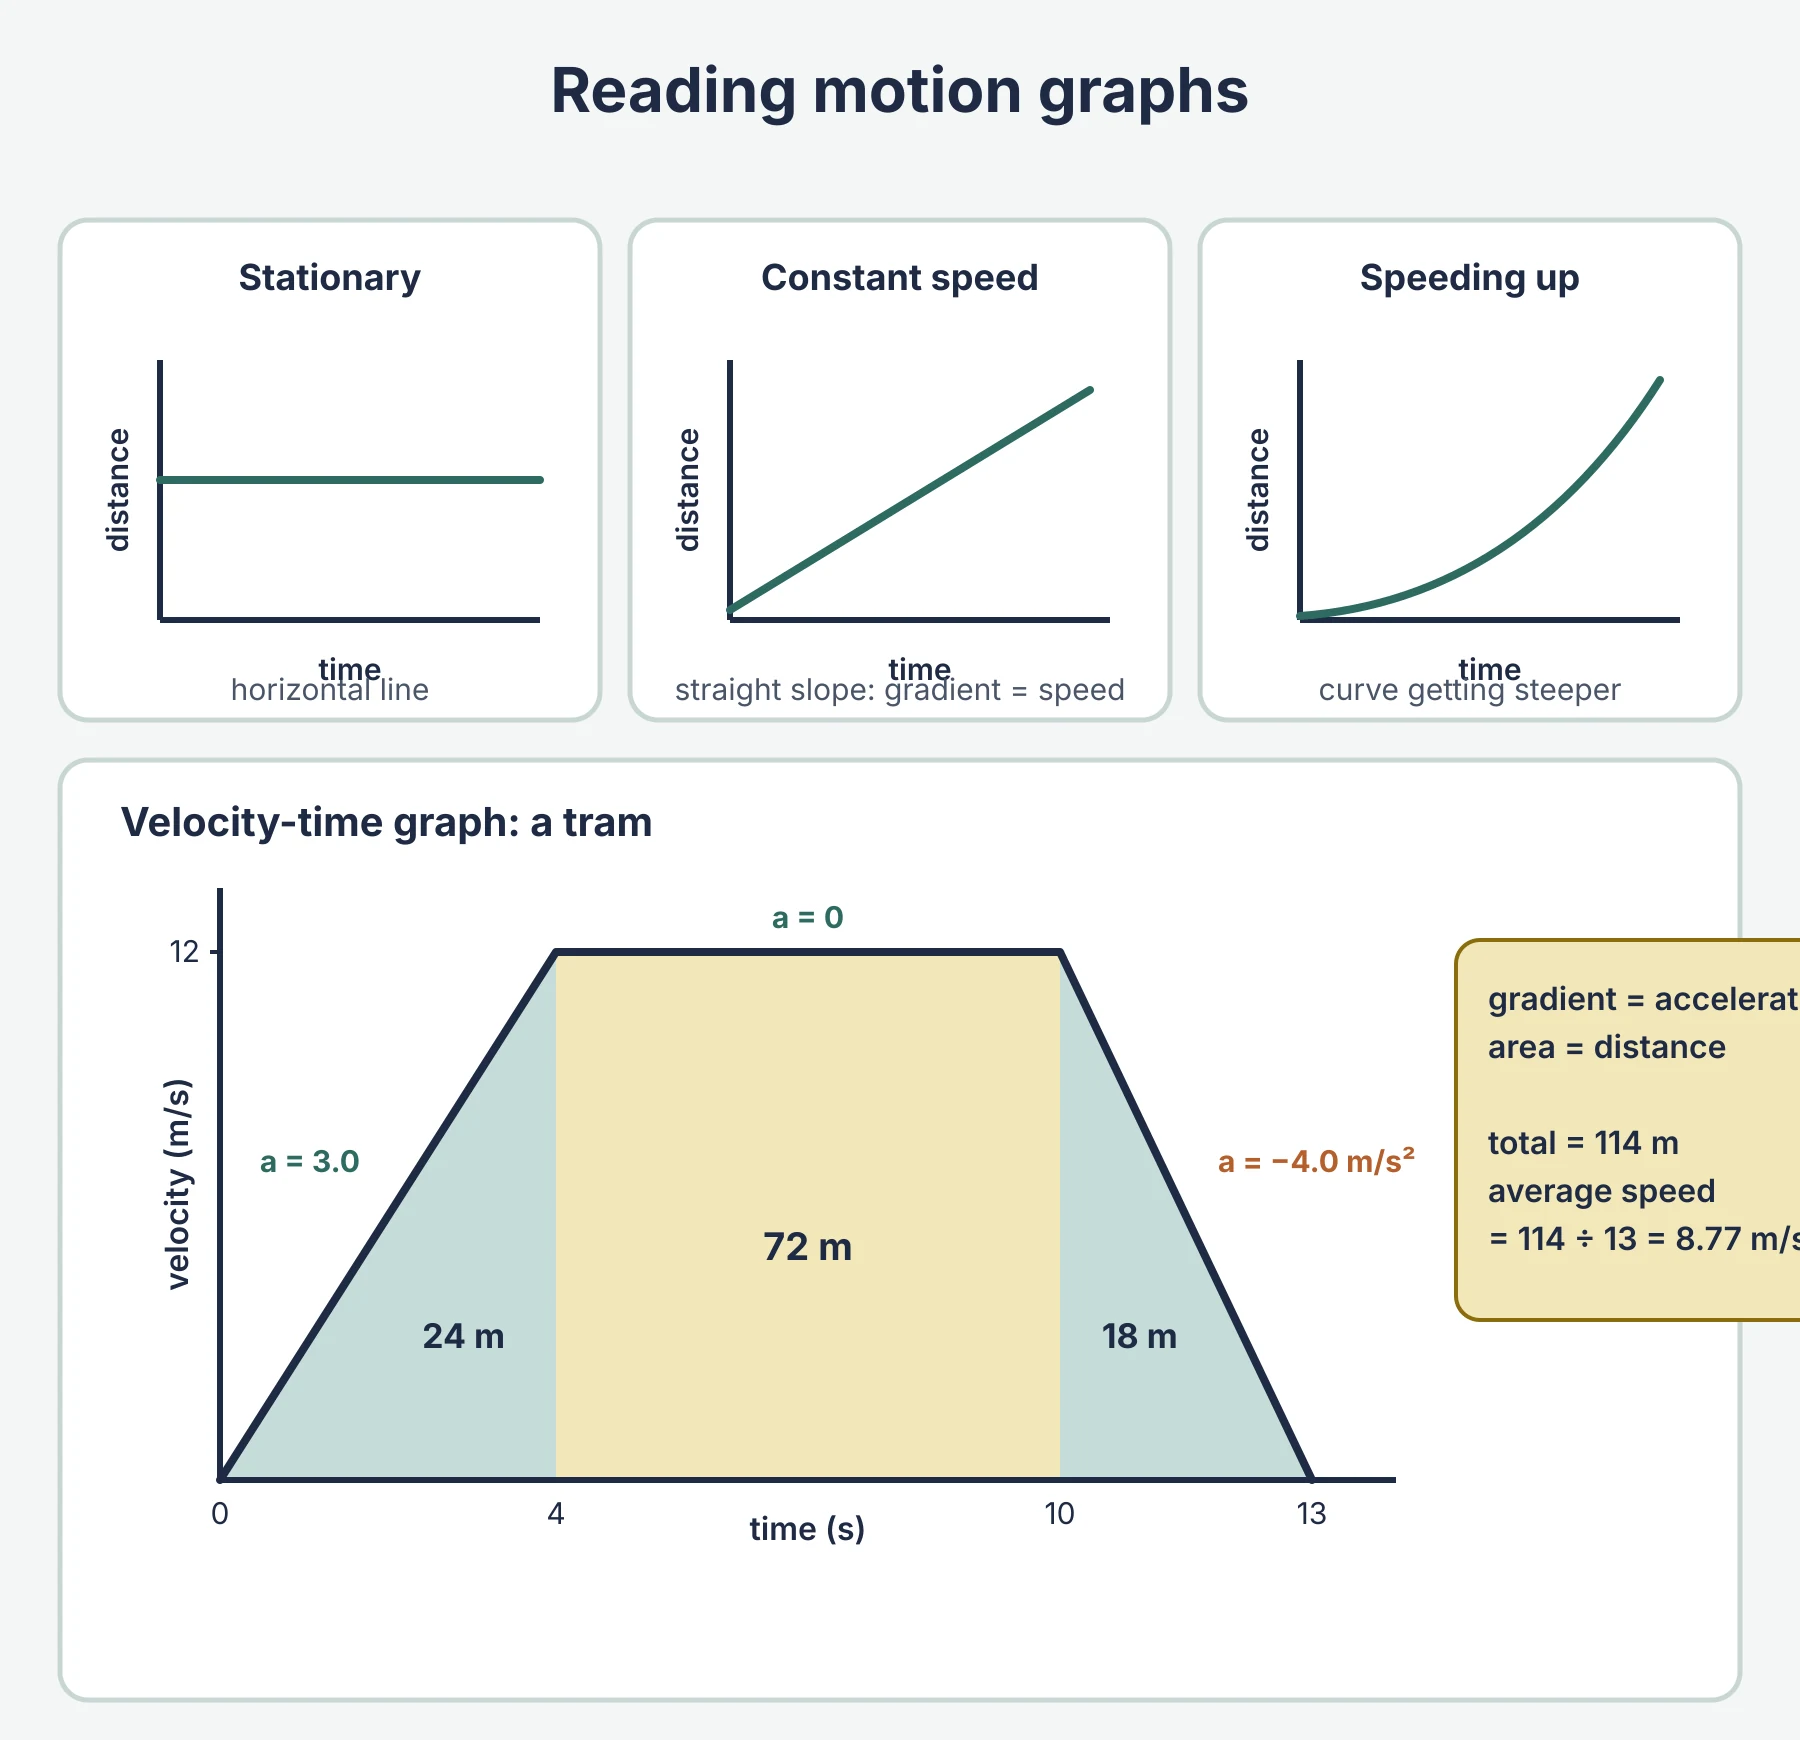 Reading motion graphs
Stationary
distance
time
horizontal line
Constant speed
distance
time
straight slope: gradient = speed
Speeding up
distance
time
curve getting steeper
Velocity-time graph: a tram
velocity (m/s)
12
a = 3.0
a = 0
a = −4.0 m/s²
24 m
72 m
18 m
0
4
10
13
time (s)
gradient =
area = distance
total = 114 m
average speed
= 114 ÷ 13 = 8.77